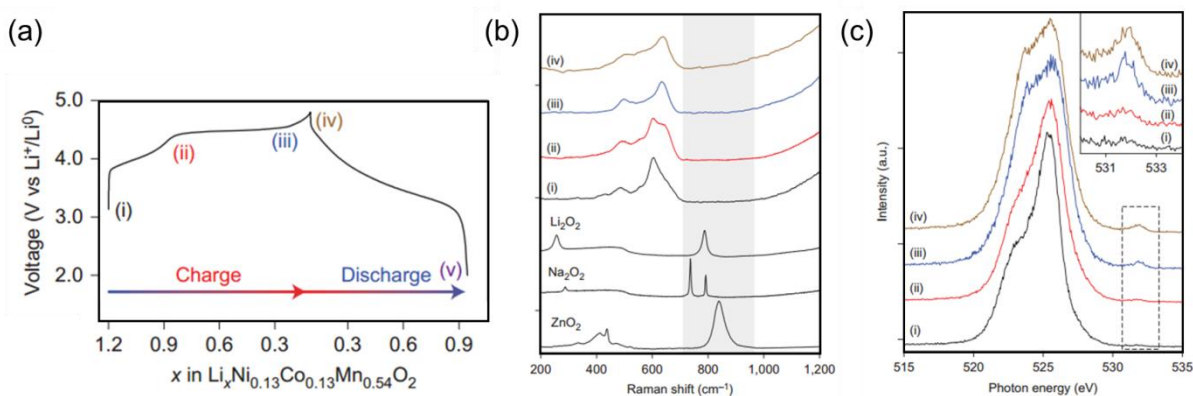 (a)
Voltage (V vs Li⁺/Li⁰)
5.0
4.0
3.0
2.0
(i)
(ii)
(iii)
(iv)
(v)
Charge
Discharge
1.2 0.9 0.6 0.3 0.3 0.6 0.9
x in LiₓNi₀.₁₃Co₀.₁₃Mn₀.₅₄O₂
(b)
(iv)
(iii)
(ii)
(i)
Li₂O₂
Na₂O₂
ZnO₂
200 400 600 800 1,000 1,200
Raman shift (cm⁻¹)
(c)
Intensity (a.u.)
(iv)
(iii)
(ii)
(i)
531 533
(iv)
(iii)
(ii)
(i)
515 520 525 530 535
Photon energy (eV)